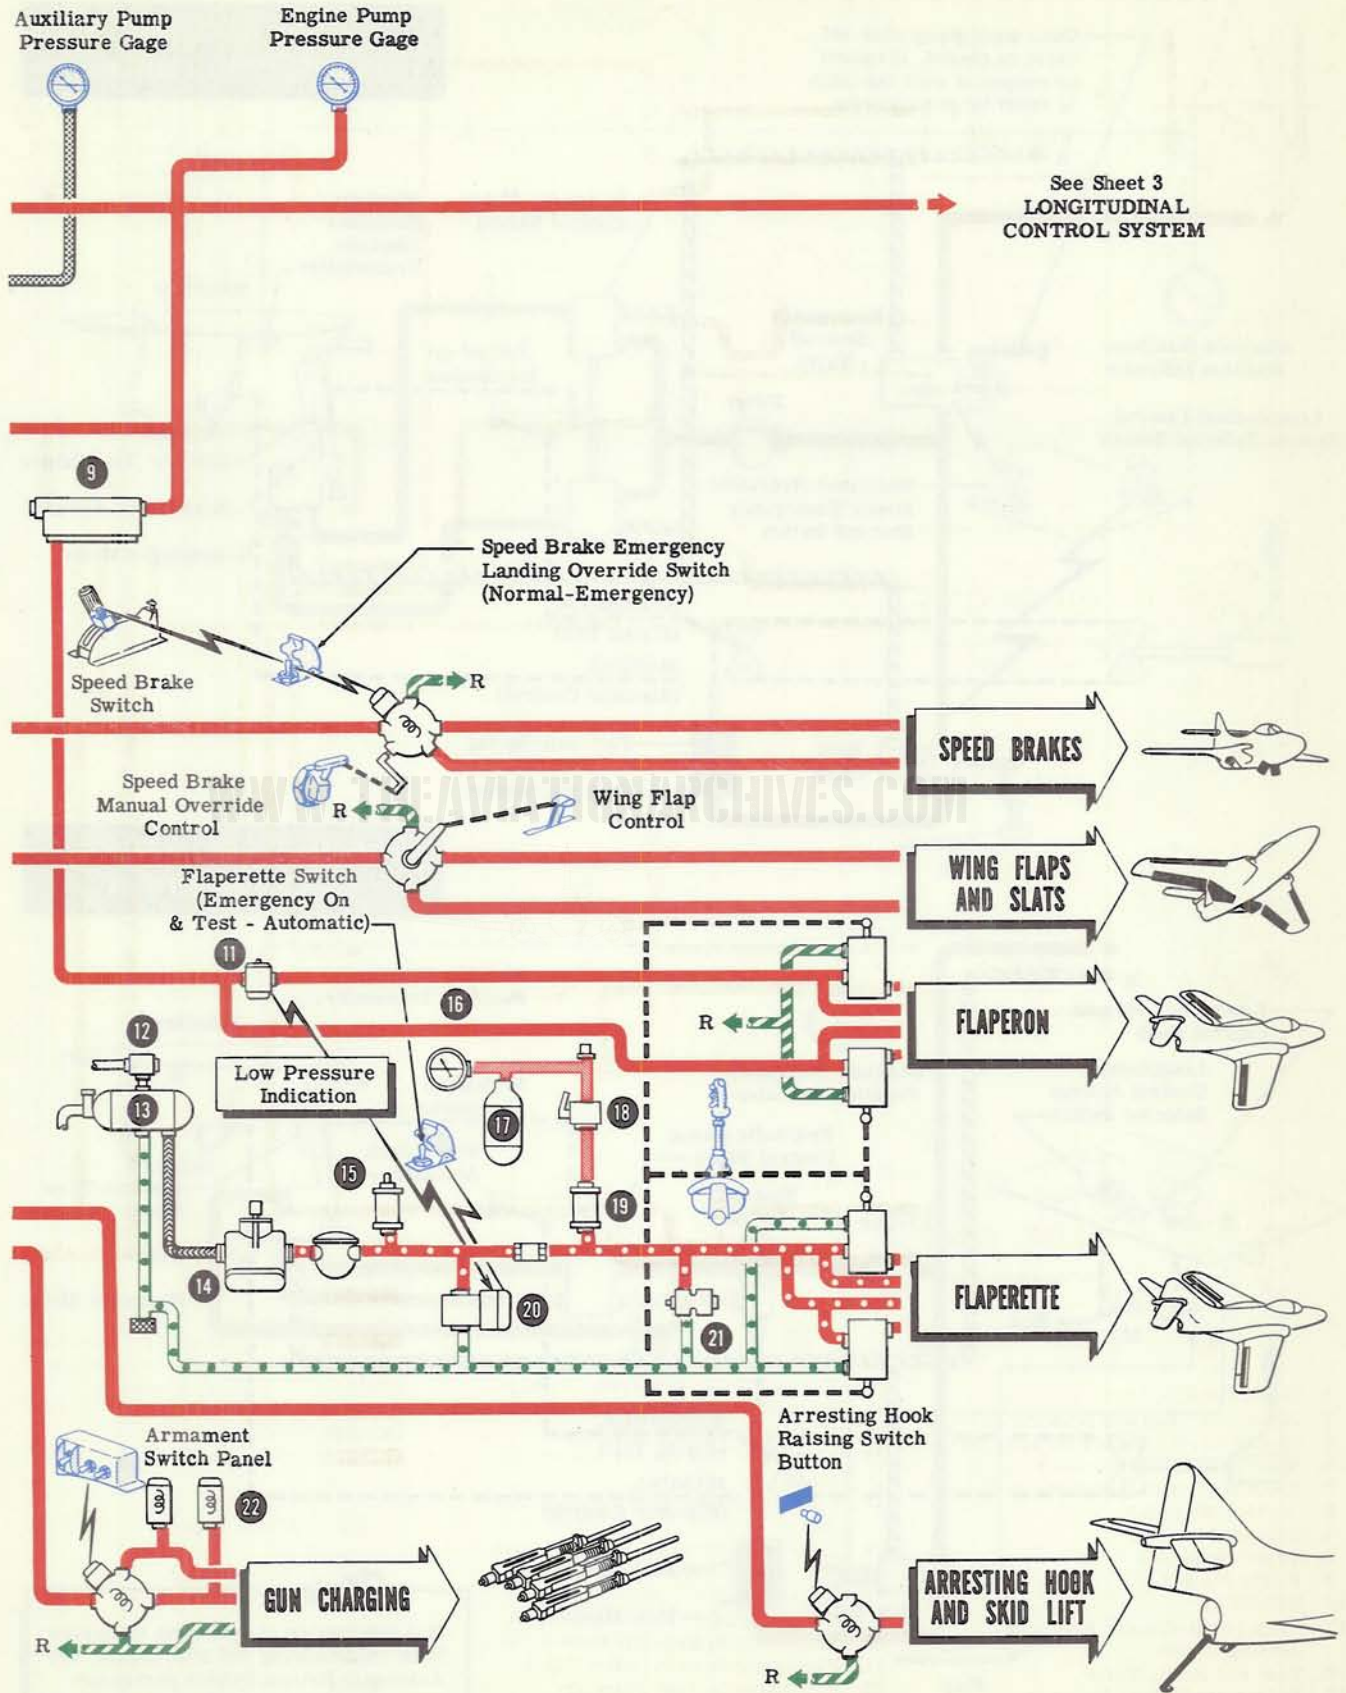 Auxiliary Pump
Pressure Gage
Engine Pump
Pressure Gage
See Sheet 3
LONGITUDINAL
CONTROL SYSTEM
9
Speed Brake Emergency
Landing Override Switch
(Normal-Emergency)
Speed Brake
Switch
R
SPEED BRAKES
Speed Brake
Manual Override
Control
WWW.THEAVIATIONARCHIVES.COM
R
Wing Flap
Control
WING FLAPS
AND SLATS
Flaperette Switch
(Emergency On
& Test - Automatic)
11
16
R
FLAPERON
12
Low Pressure
Indication
13
17
18
15
19
14
20
21
FLAPERETTE
Armament
Switch Panel
Arresting Hook
Raising Switch
Button
22
GUN CHARGING
ARRESTING HOOK
AND SKID LIFT
R
R